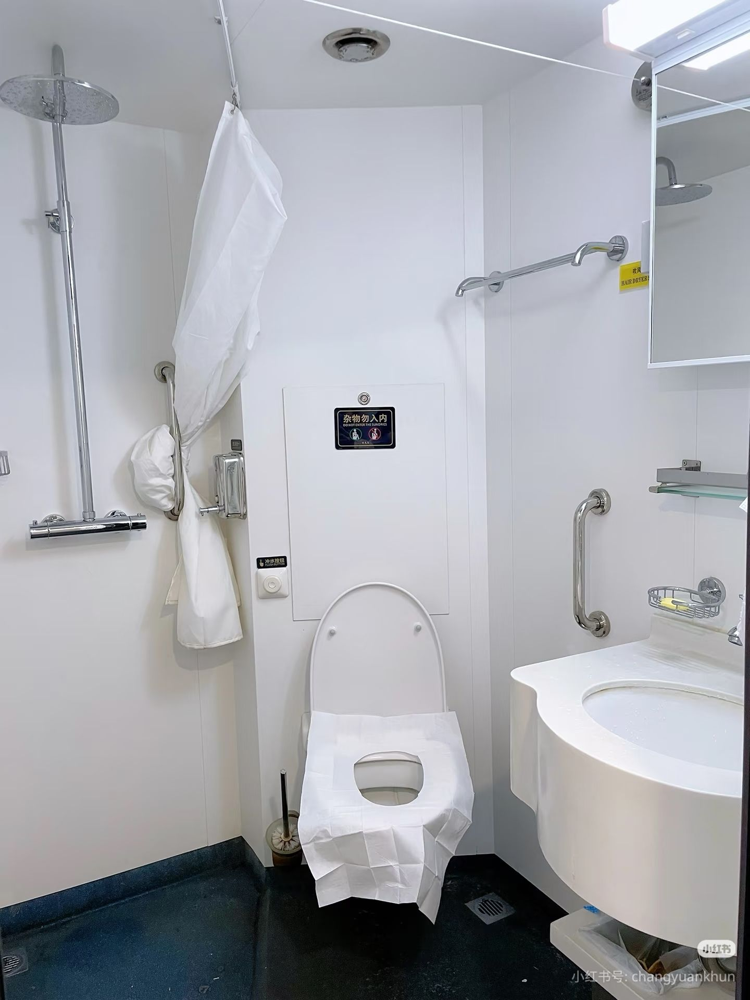 吹风
HAIR DRYER
杂物勿入内
DO NOT ENTER THE SUNDRIES
冲水按钮
FLUSH BUTTON
JOMOO
小红书
小红书号: changyuankhun